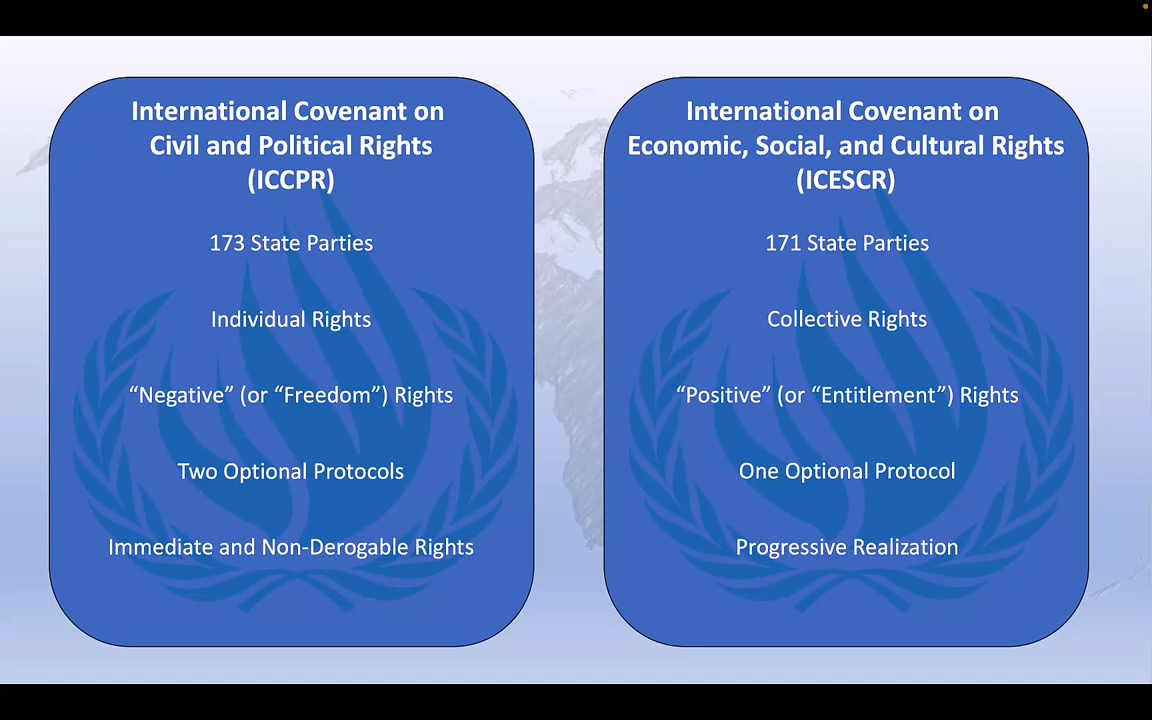 International Covenant on
Civil and Political Rights
(ICCPR)
173 State Parties
Individual Rights
“Negative” (or “Freedom”) Rights
Two Optional Protocols
Immediate and Non-Derogable Rights
International Covenant on
Economic, Social, and Cultural Rights
(ICESCR)
171 State Parties
Collective Rights
“Positive” (or “Entitlement”) Rights
One Optional Protocol
Progressive Realization